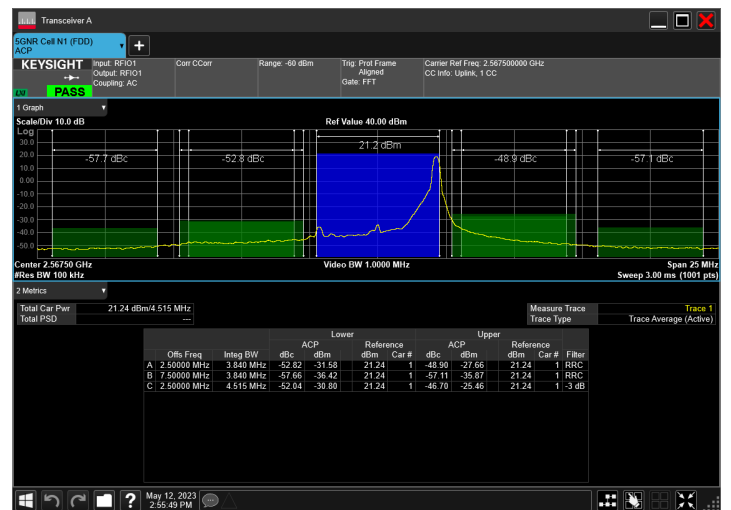 Transceiver A
5GNR Cell N1 (FDD)
ACP
KEYSIGHT
LXI
PASS
Input: RFIO1
Output: RFIO1
Coupling: AC
Corr CCorr
Range: -60 dBm
Trig: Prot Frame
Aligned
Gate: FFT
Carrier Ref Freq: 2.567500000 GHz
CC Info: Uplink, 1 CC
1 Graph
Scale/Div 10.0 dB
Ref Value 40.00 dBm
Log
30.0
20.0
10.0
0.00
-10.0
-20.0
-30.0
-40.0
-50.0
-57.7 dBc
-52.8 dBc
21.2 dBm
-48.9 dBc
-57.1 dBc
Center 2.56750 GHz
#Res BW 100 kHz
Video BW 1.0000 MHz
Span 25 MHz
Sweep 3.00 ms (1001 pts)
2 Metrics
Total Car Pwr 21.24 dBm/4.515 MHz
Total PSD ---
Measure Trace Trace 1
Trace Type Trace Average (Active)
Lower Upper
ACP Reference ACP Reference
Offs Freq Integ BW dBc dBm dBm Car # dBc dBm dBm Car # Filter
A 2.50000 MHz 3.840 MHz -52.82 -31.58 21.24 1 -48.90 -27.66 21.24 1 RRC
B 7.50000 MHz 3.840 MHz -57.66 -36.42 21.24 1 -57.11 -35.87 21.24 1 RRC
C 2.50000 MHz 4.515 MHz -52.04 -30.80 21.24 1 -46.70 -25.46 21.24 1 -3 dB
?
May 12, 2023
2:55:49 PM